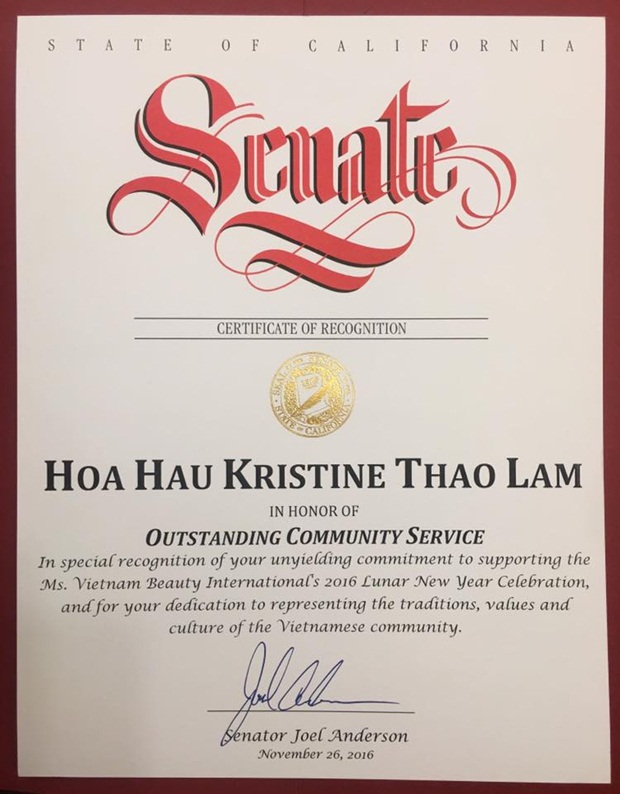 STATE OF CALIFORNIA
Senate
CERTIFICATE OF RECOGNITION
HOA HAU KRISTINE THAO LAM
IN HONOR OF
OUTSTANDING COMMUNITY SERVICE
In special recognition of your unyielding commitment to supporting the
Ms. Vietnam Beauty International's 2016 Lunar New Year Celebration,
and for your dedication to representing the traditions, values and
culture of the Vietnamese community.
Senator Joel Anderson
November 26, 2016